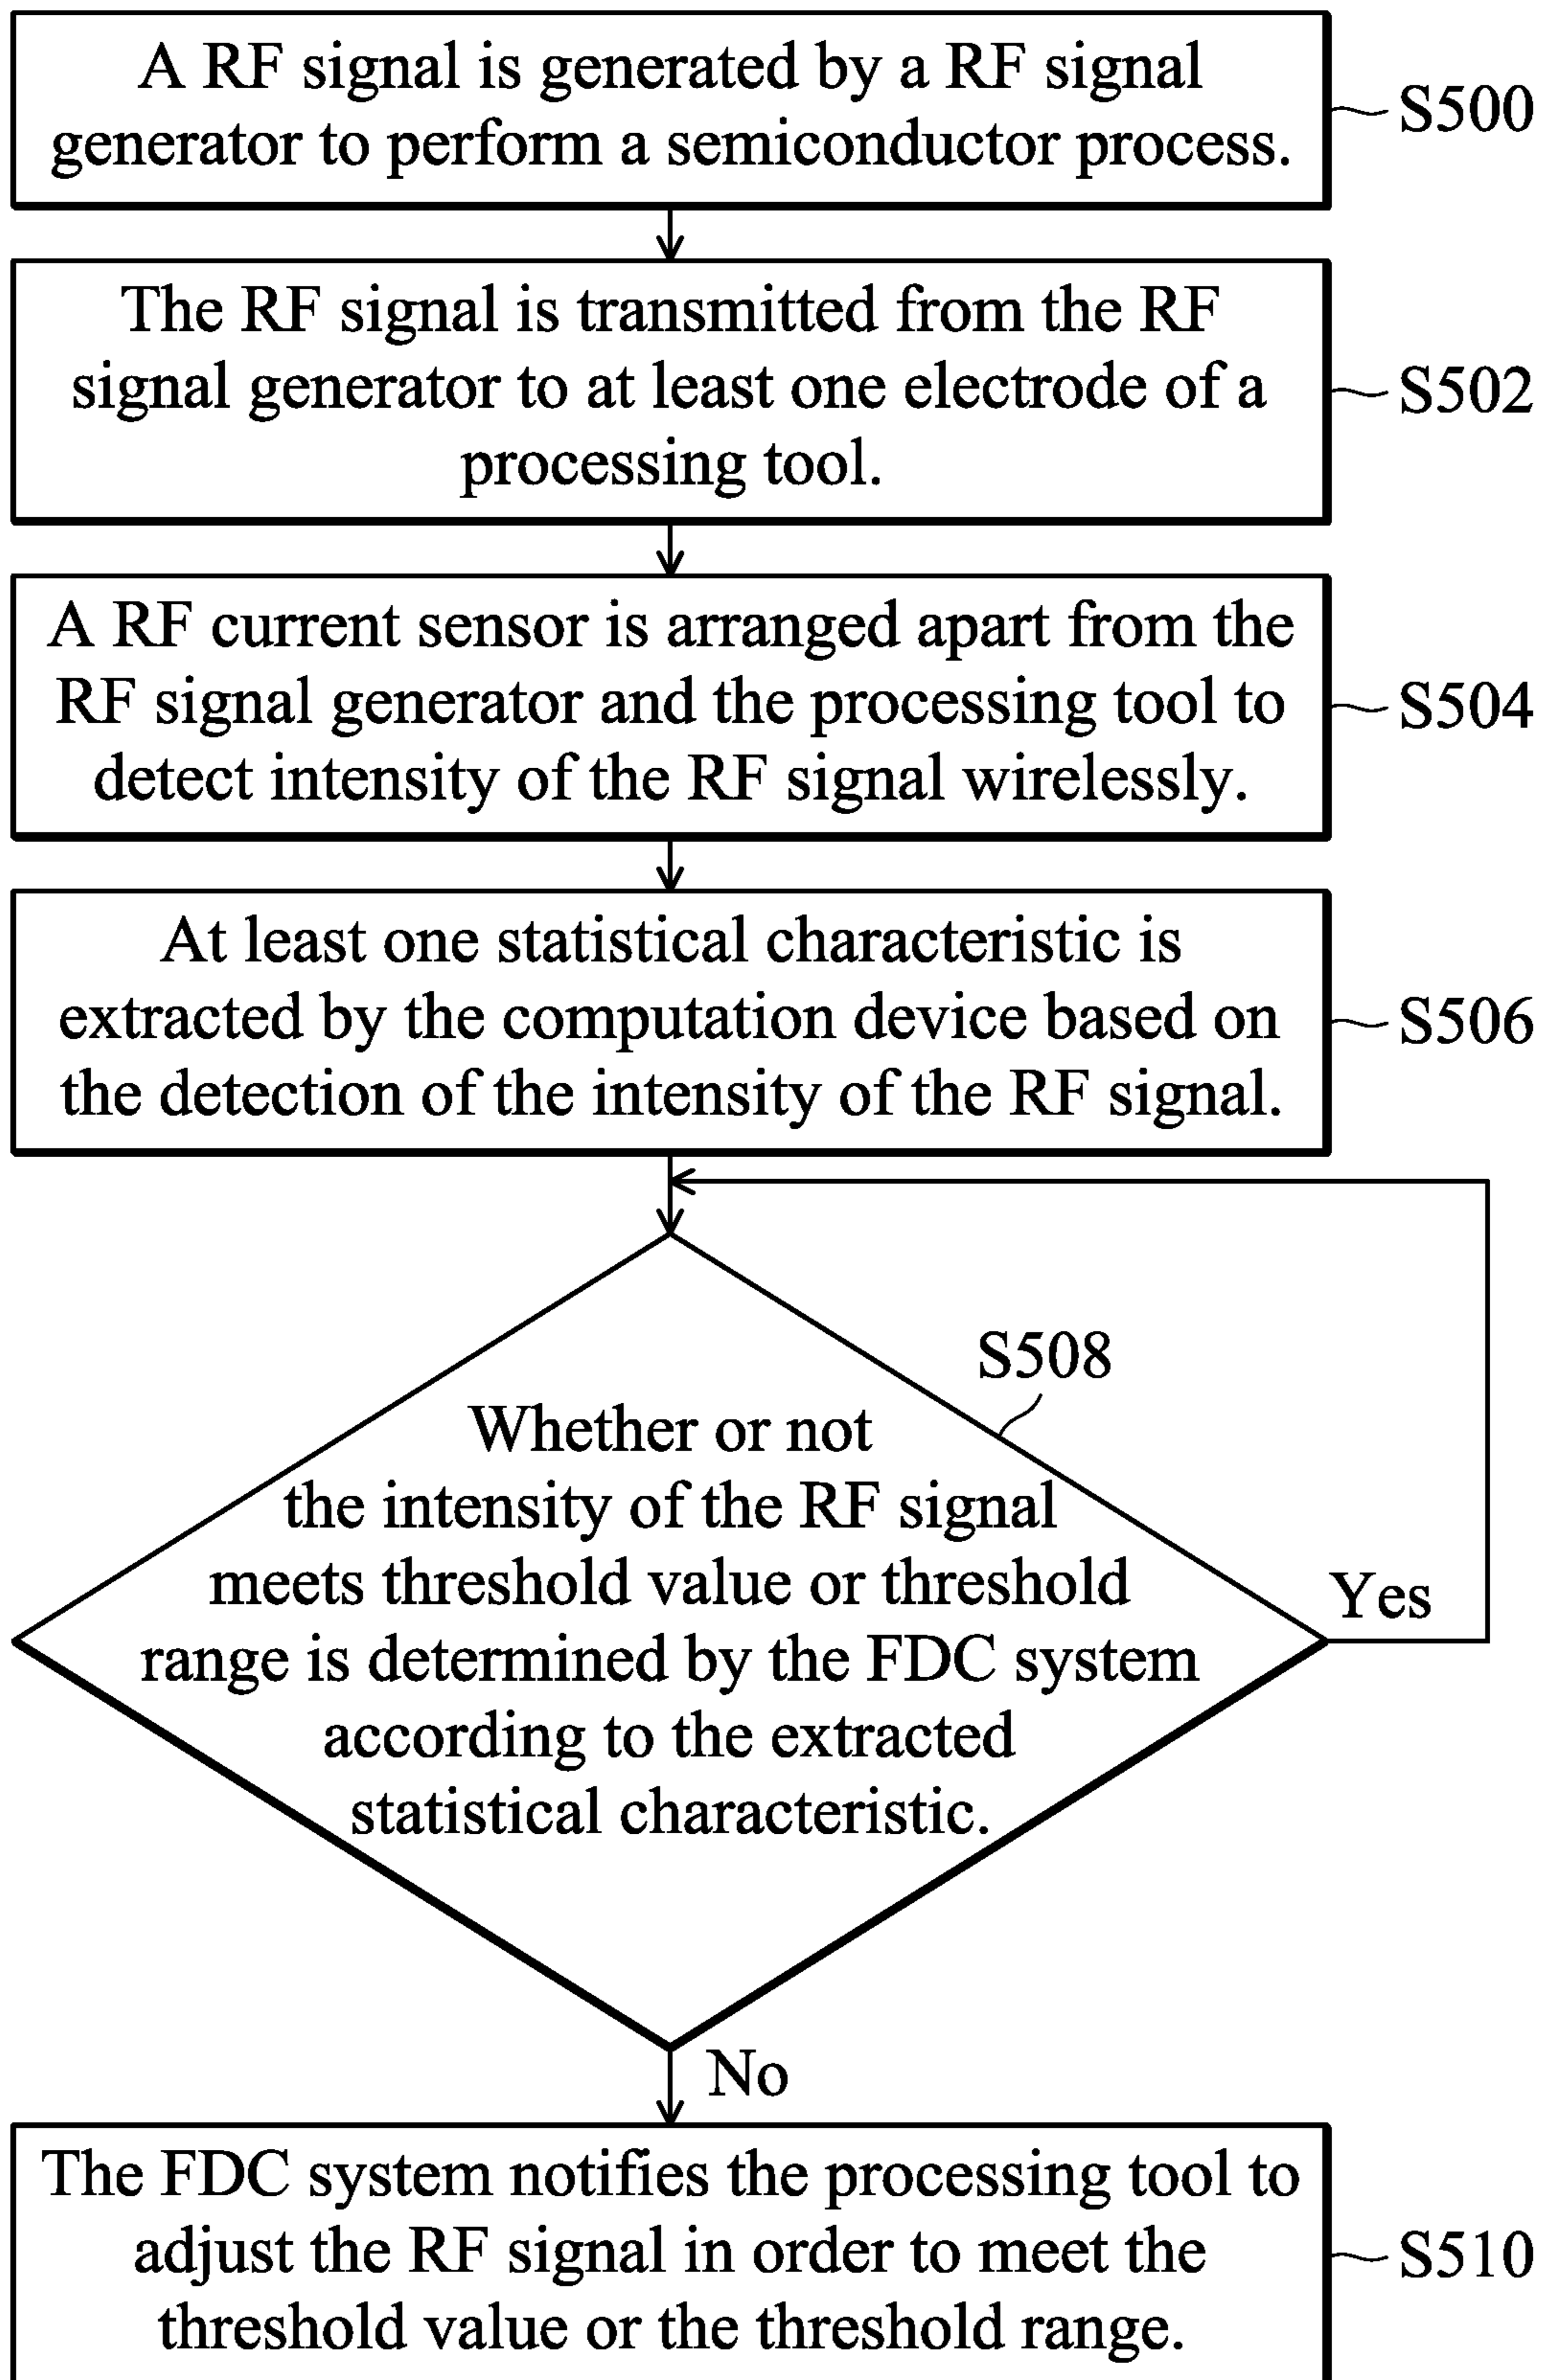 A RF signal is generated by a RF signal
generator to perform a semiconductor process.
S500
The RF signal is transmitted from the RF
signal generator to at least one electrode of a
processing tool.
S502
A RF current sensor is arranged apart from the
RF signal generator and the processing tool to
detect intensity of the RF signal wirelessly.
S504
At least one statistical characteristic is
extracted by the computation device based on
the detection of the intensity of the RF signal.
S506
S508
Whether or not
the intensity of the RF signal
meets threshold value or threshold
range is determined by the FDC system
according to the extracted
statistical characteristic.
Yes
No
The FDC system notifies the processing tool to
adjust the RF signal in order to meet the
threshold value or the threshold range.
S510